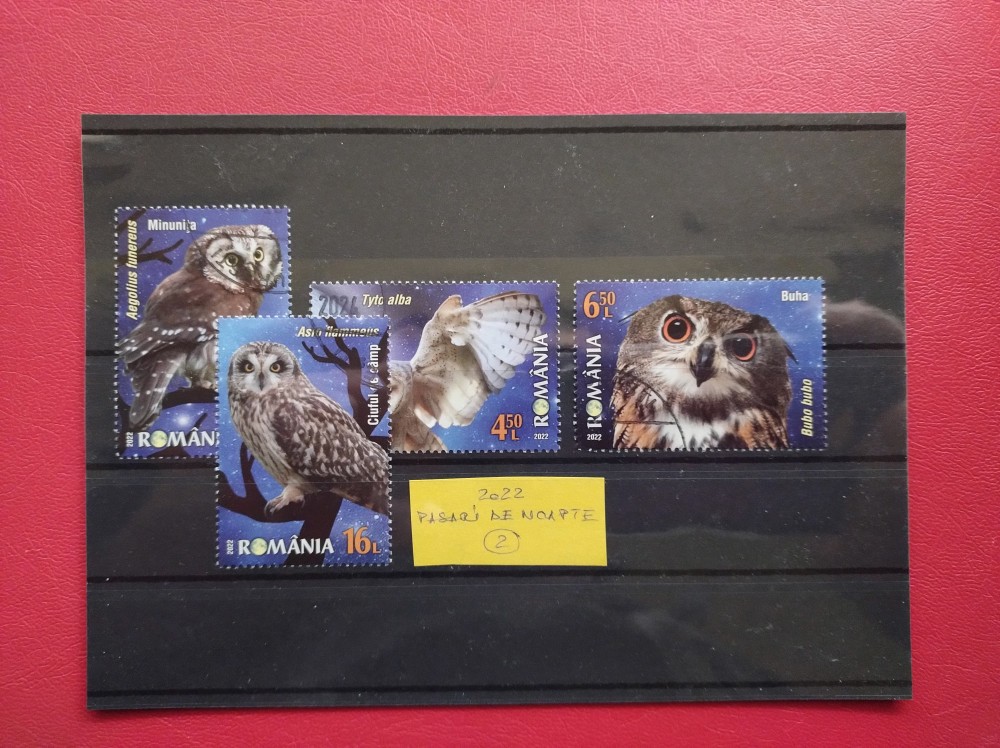 Minunița
Aegolius funereus
2022 ROMÂN
Asio flammeus
Ciuful de câmp
2022 ROMÂNIA 16L
Tyto alba
4 50 L
ROMÂNIA
2022
6 50 L
Buha
ROMÂNIA
2022
Bubo bubo
2022
PASARI DE NOAPTE
2